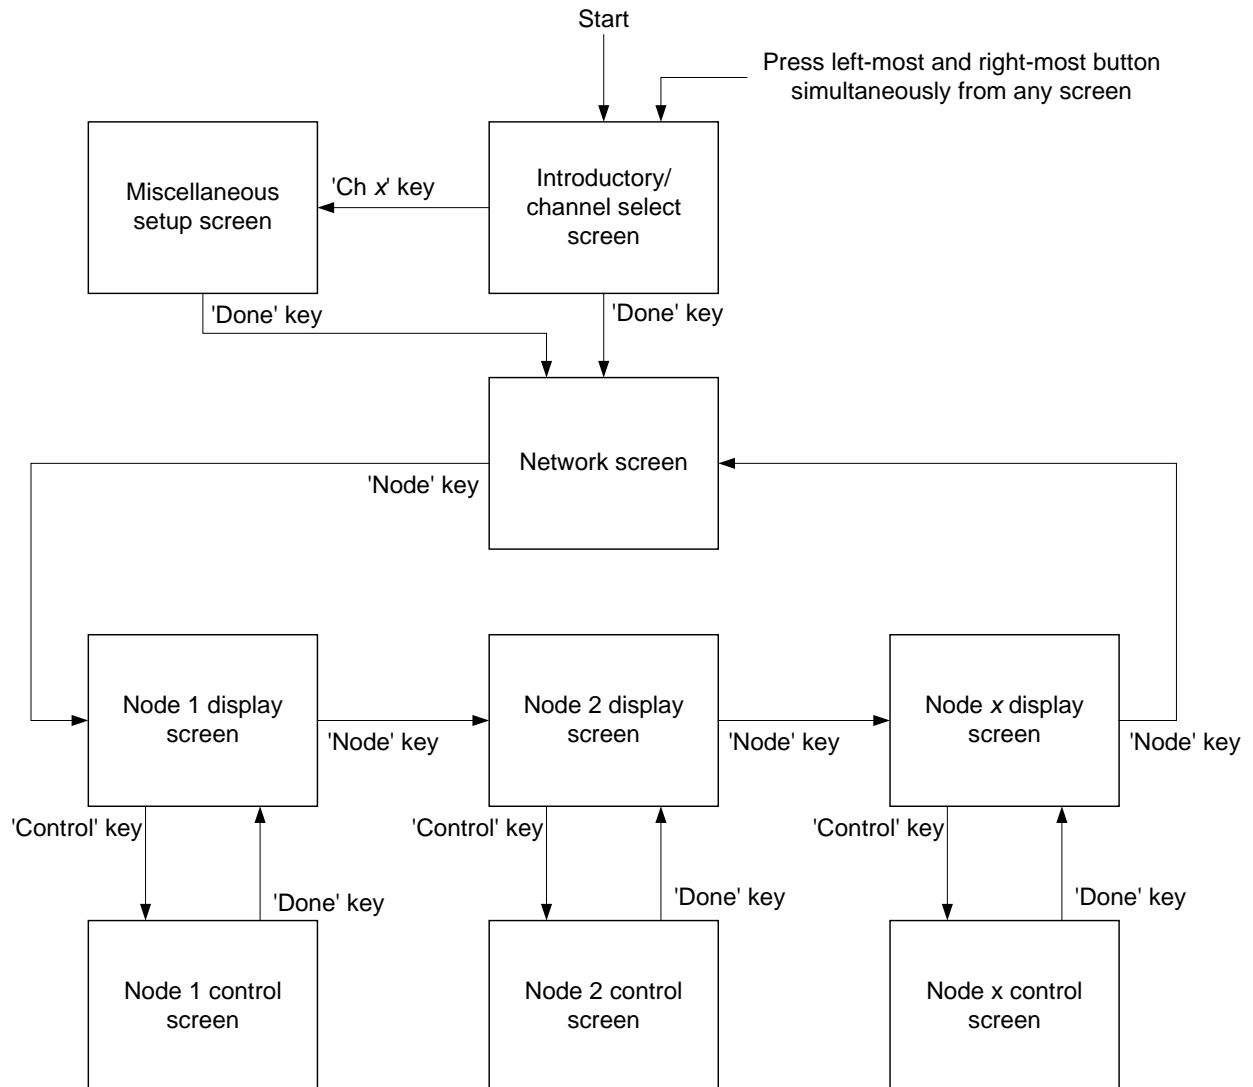 Start
Press left-most and right-most button
simultaneously from any screen
Miscellaneous
setup screen
'Ch x' key
Introductory/
channel select
screen
'Done' key
'Done' key
Network screen
'Node' key
Node 1 display
screen
'Node' key
Node 2 display
screen
'Node' key
Node x display
screen
'Node' key
'Control' key
'Done' key
'Control' key
'Done' key
'Control' key
'Done' key
Node 1 control
screen
Node 2 control
screen
Node x control
screen